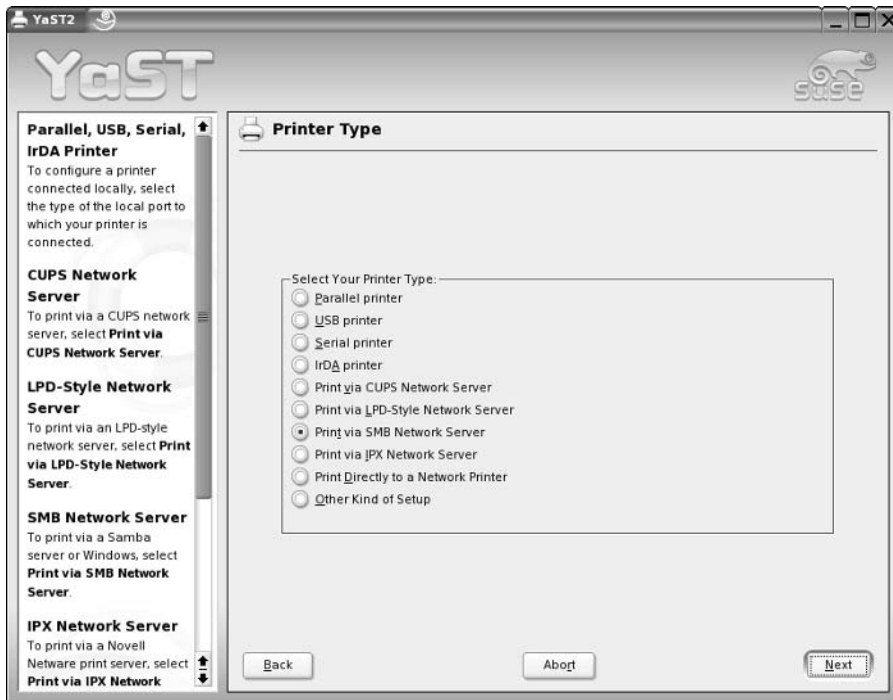 YaST2
YaST
suse
Parallel, USB, Serial,
IrDA Printer
To configure a printer
connected locally, select
the type of the local port to
which your printer is
connected.
CUPS Network
Server
To print via a CUPS network
server, select Print via
CUPS Network Server.
LPD-Style Network
Server
To print via an LPD-style
network server, select Print
via LPD-Style Network
Server.
SMB Network Server
To print via a Samba
server or Windows, select
Print via SMB Network
Server.
IPX Network Server
To print via a Novell
Netware print server, select
Print via IPX Network
Printer Type
Select Your Printer Type:
Parallel printer
USB printer
Serial printer
IrDA printer
Print via CUPS Network Server
Print via LPD-Style Network Server
Print via SMB Network Server
Print via IPX Network Server
Print Directly to a Network Printer
Other Kind of Setup
Back
Abort
Next